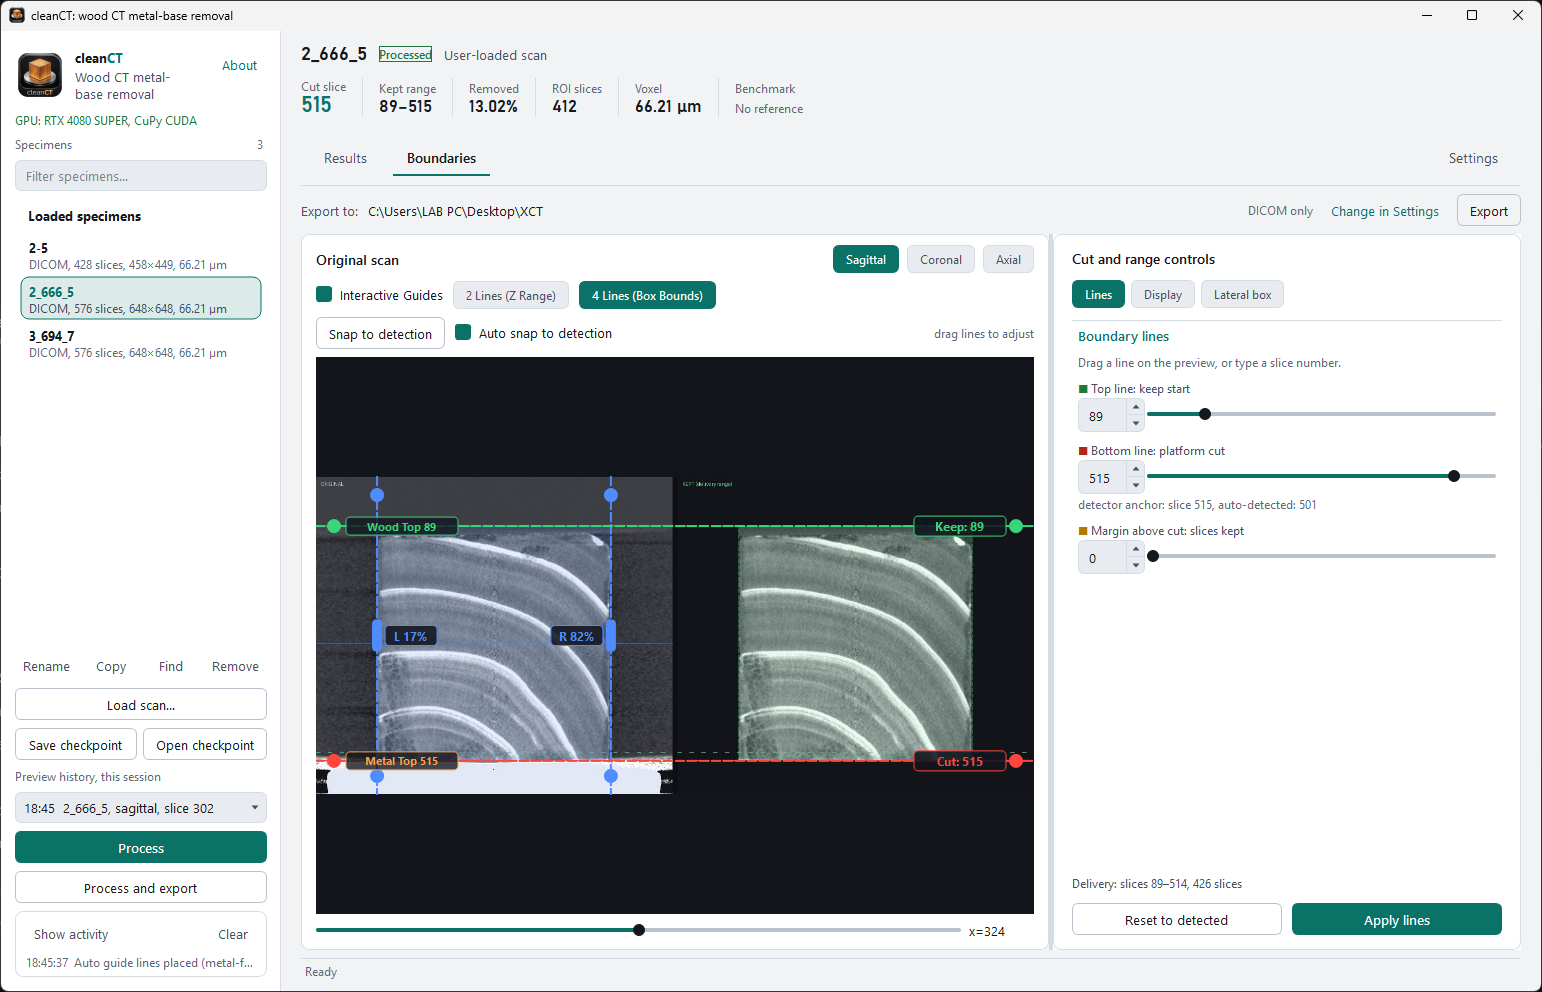 cleanCT: wood CT metal-base removal
cleanCT
Wood CT metal-
base removal
About
cleanCT
GPU: RTX 4080 SUPER, CuPy CUDA
Specimens 3
Filter specimens...
Loaded specimens
2-5
DICOM, 428 slices, 458×449, 66.21 µm
2_666_5
DICOM, 576 slices, 648×648, 66.21 µm
3_694_7
DICOM, 576 slices, 648×648, 66.21 µm
Rename Copy Find Remove
Load scan...
Save checkpoint Open checkpoint
Preview history, this session
18:45 2_666_5, sagittal, slice 302
Process
Process and export
Show activity Clear
18:45:37 Auto guide lines placed (metal-f...
2_666_5 Processed User-loaded scan
Cut slice
515
Kept range
89–515
Removed
13.02%
ROI slices
412
Voxel
66.21 µm
Benchmark
No reference
Results Boundaries Settings
Export to: C:\Users\LAB PC\Desktop\XCT DICOM only Change in Settings Export
Original scan Sagittal Coronal Axial
Interactive Guides 2 Lines (Z Range) 4 Lines (Box Bounds)
Snap to detection Auto snap to detection drag lines to adjust
ORIGINAL KEPT (delivery range)
Wood Top 89 Keep: 89
L 17% R 82%
Metal Top 515 Cut: 515
x=324
Cut and range controls
Lines Display Lateral box
Boundary lines
Drag a line on the preview, or type a slice number.
Top line: keep start
89
Bottom line: platform cut
515
detector anchor: slice 515, auto-detected: 501
Margin above cut: slices kept
0
Delivery: slices 89–514, 426 slices
Reset to detected Apply lines
Ready